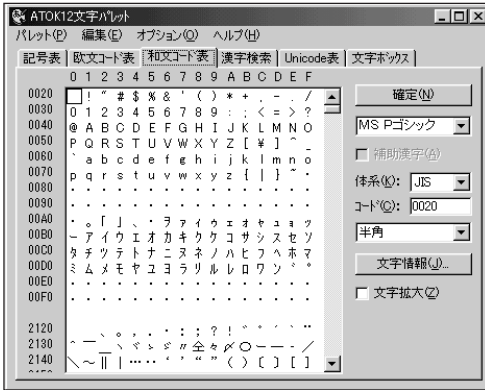 ATOK12文字パレット
パレット(P) 編集(E) オプション(O) ヘルプ(H)
記号表 欧文コード表 和文コード表 漢字検索 Unicode表 文字ボックス
0 1 2 3 4 5 6 7 8 9 A B C D E F
0020 ! " # $ % & ' ( ) * + , - . /
0030 0 1 2 3 4 5 6 7 8 9 : ; < = > ?
0040 @ A B C D E F G H I J K L M N O
0050 P Q R S T U V W X Y Z [ ¥ ] ^ _
0060 ` a b c d e f g h i j k l m n o
0070 p q r s t u v w x y z { | } ~ ・
0080 ・ ・ ・ ・ ・ ・ ・ ・ ・ ・ ・ ・ ・ ・ ・ ・
0090 ・ ・ ・ ・ ・ ・ ・ ・ ・ ・ ・ ・ ・ ・ ・ ・
00A0 ・ 。 「 」 、 ・ ヲ ァ ィ ゥ ェ ォ ャ ュ ョ ッ
00B0 ー ア イ ウ エ オ カ キ ク ケ コ サ シ ス セ ソ
00C0 タ チ ツ テ ト ナ ニ ヌ ネ ノ ハ ヒ フ ヘ ホ マ
00D0 ミ ム メ モ ヤ ユ ヨ ラ リ ル レ ロ ワ ン ゙ ゚
00E0 ・ ・ ・ ・ ・ ・ ・ ・ ・ ・ ・ ・ ・ ・ ・ ・
00F0 ・ ・ ・ ・ ・ ・ ・ ・ ・ ・ ・ ・ ・ ・ ・ ・
2120 、 。 , . ・ : ; ? ! ゛ ゜ ´ ` ¨
2130 ^ ‾ _ ヽ ヾ ゝ ゞ 〃 仝 々 〆 〇 ー ― ‐ /
2140 \ ~ ‖ | … ‥ ‘ ’ “ ” ( ) 〔 〕 [ ]
確定(N)
MS Pゴシック
補助漢字(A)
体系(K): JIS
コード(C): 0020
半角
文字情報(J)...
文字拡大(Z)